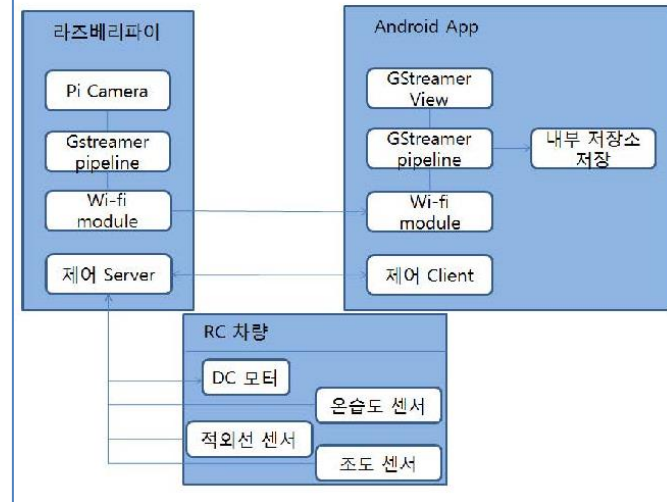 라즈베리파이
Pi Camera
Gstreamer
pipeline
Wi-fi
module
제어 Server
Android App
GStreamer
View
GStreamer
pipeline
내부 저장소
저장
Wi-fi
module
제어 Client
RC 차량
DC 모터
온습도 센서
적외선 센서
조도 센서